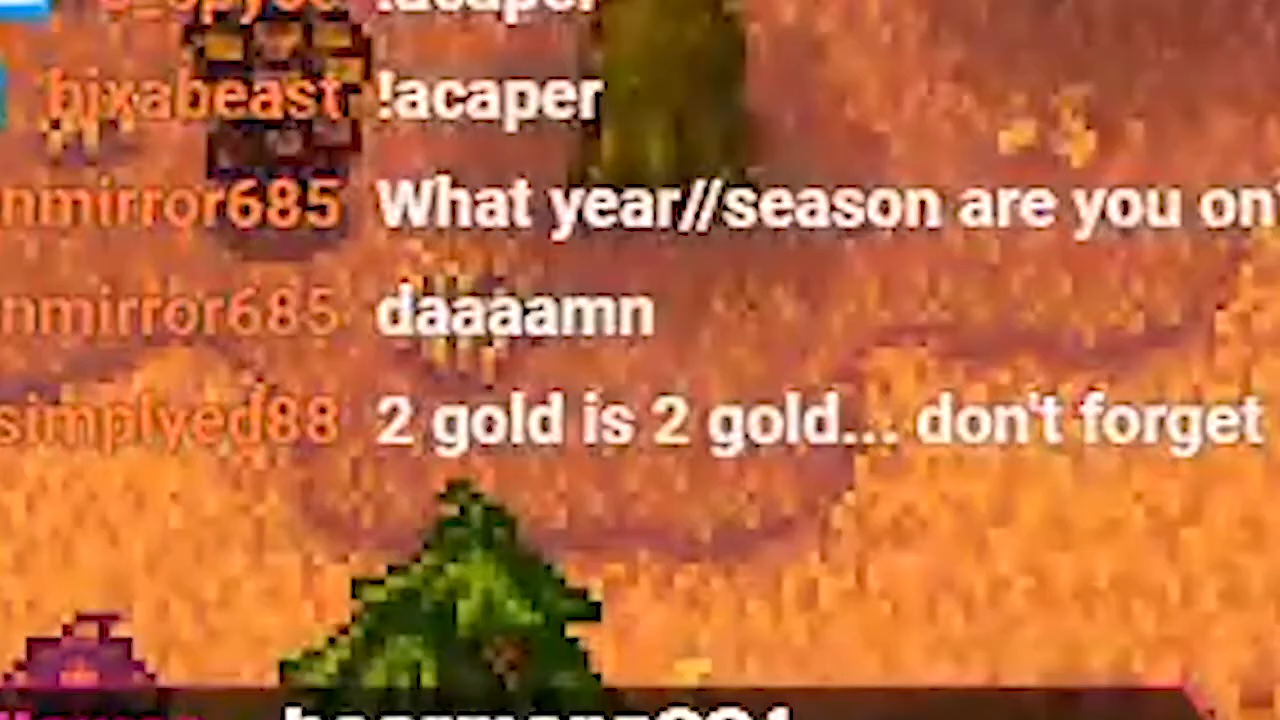 !acaper
bjxabeast !acaper
nmirror685 What year//season are you on
nmirror685 daaaamn
simplyed88 2 gold is 2 gold... don't forget